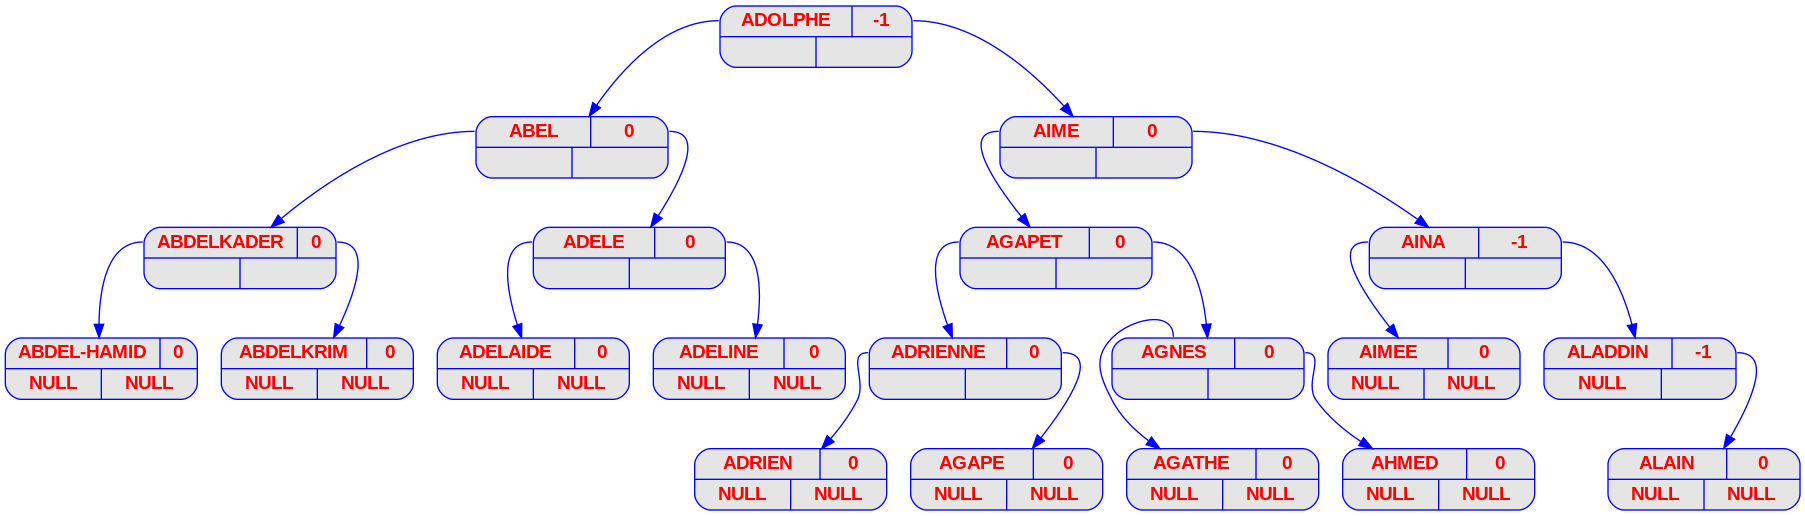 ADOLPHE -1
ABEL 0
AIME 0
ABDELKADER 0
ADELE 0
AGAPET 0
AINA -1
ABDEL-HAMID 0
NULL NULL
ABDELKRIM 0
NULL NULL
ADELAIDE 0
NULL NULL
ADELINE 0
NULL NULL
ADRIENNE 0
AGNES 0
AIMEE 0
NULL NULL
ALADDIN -1
NULL
ADRIEN 0
NULL NULL
AGAPE 0
NULL NULL
AGATHE 0
NULL NULL
AHMED 0
NULL NULL
ALAIN 0
NULL NULL